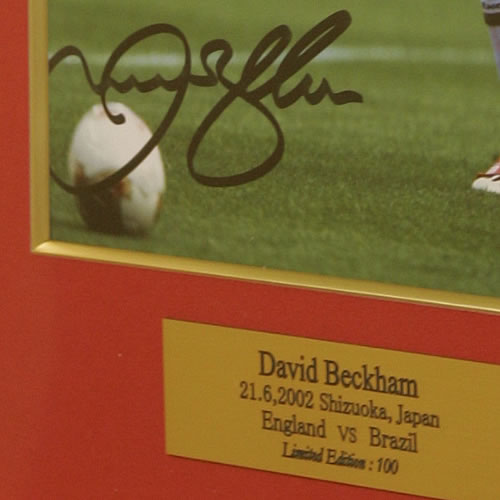 David Beckham
21.6,2002 Shizuoka, Japan
England vs Brazil
Limited Edition : 100